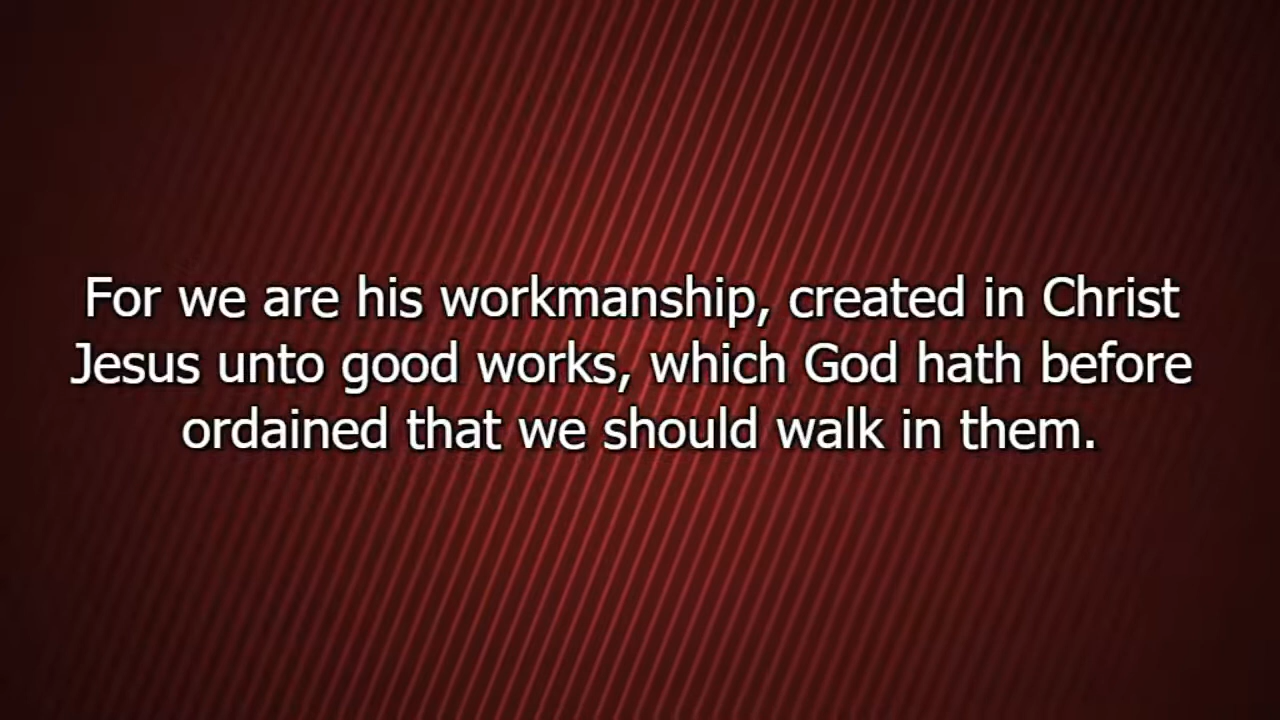 For we are his workmanship, created in Christ
Jesus unto good works, which God hath before
ordained that we should walk in them.